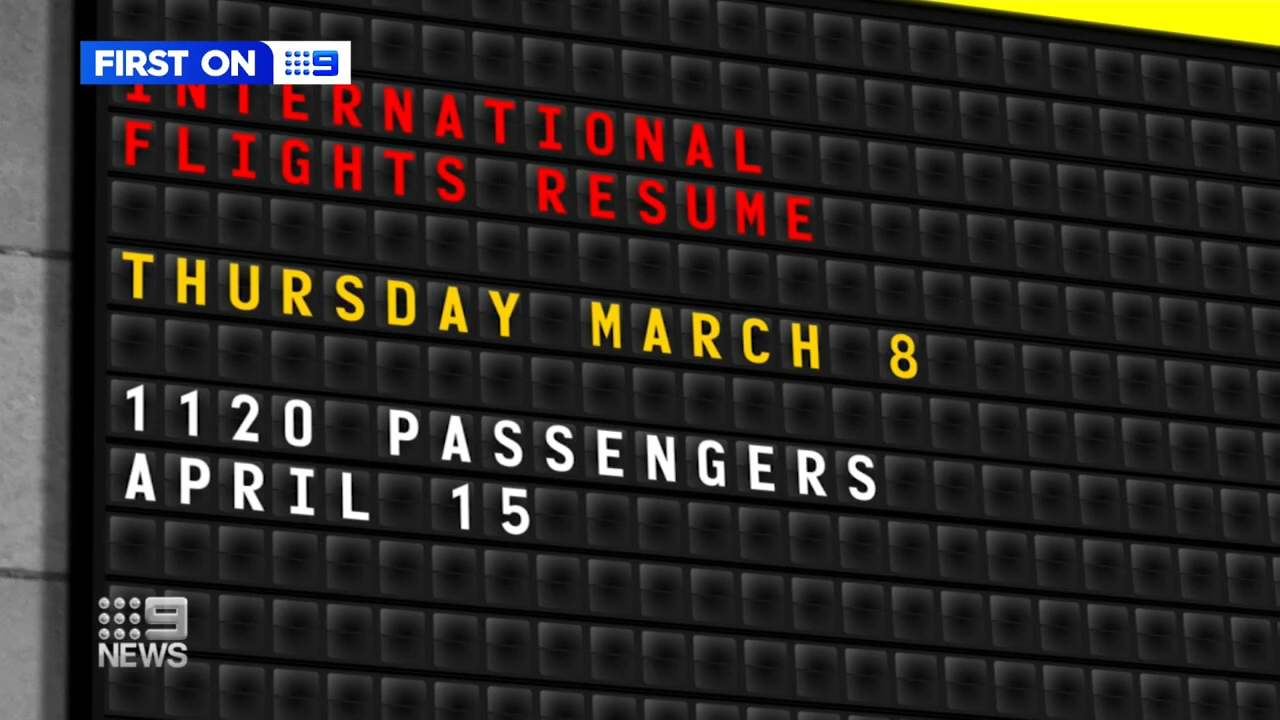 FIRST ON 9
INTERNATIONAL
FLIGHTS RESUME
THURSDAY MARCH 8
1120 PASSENGERS
APRIL 15
9
NEWS